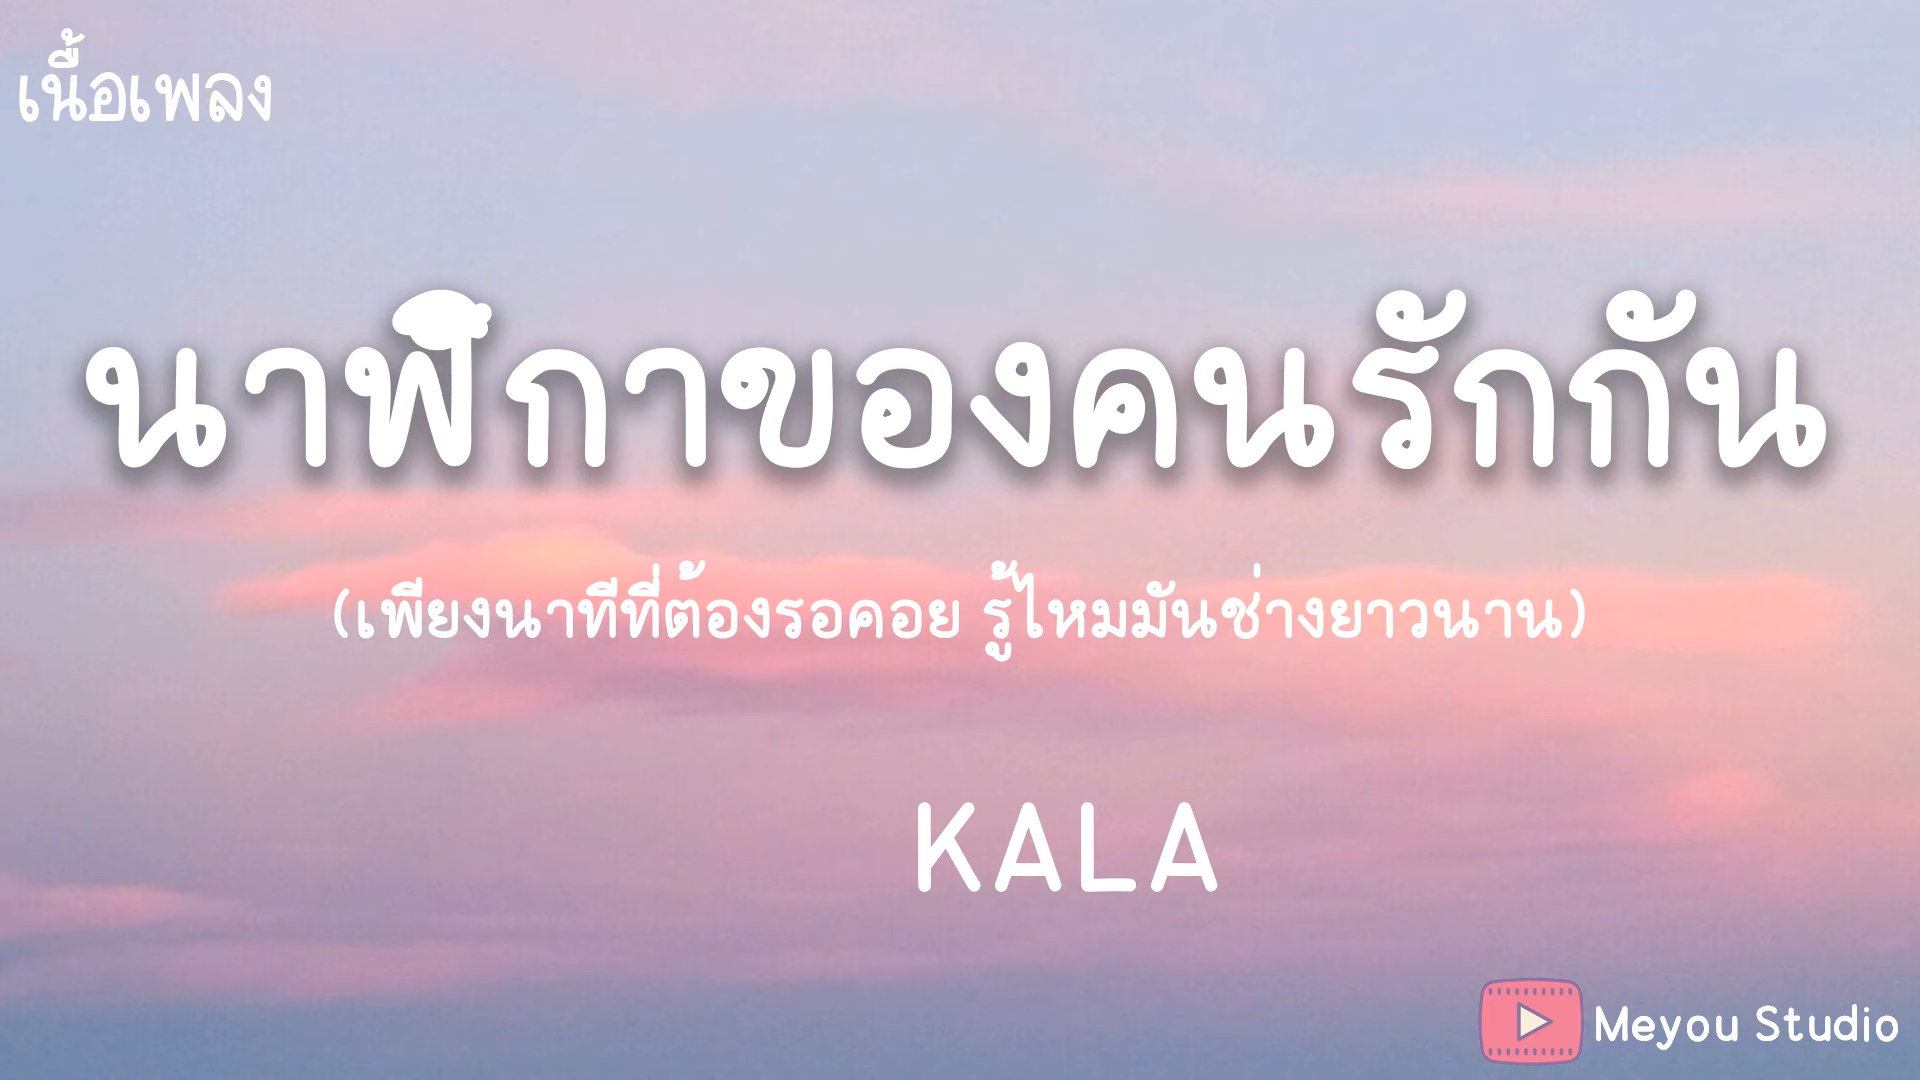 เนื้อเพลง
นาฬิกาของคนรักกัน
(เพียงนาทีที่ต้องรอคอย รู้ไหมมันช่างยาวนาน)
KALA
Meyou Studio